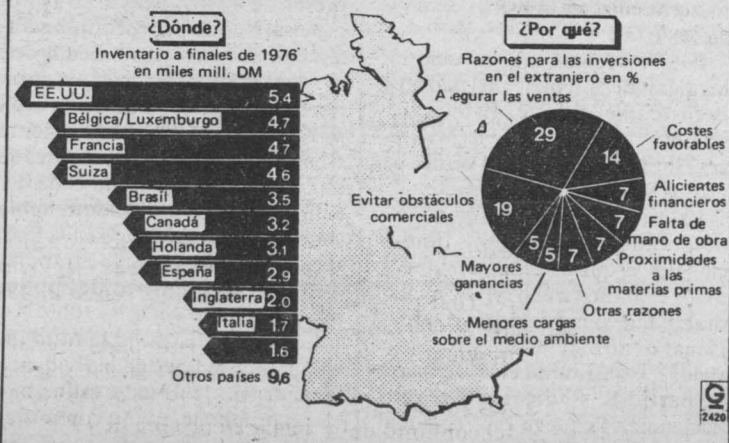 ¿Dónde?
Inventario a finales de 1976
en miles mill. DM
EE.UU. 5.4
Bélgica/Luxemburgo 4.7
Francia 4 7
Suiza 4 6
Brasil 3.5
Canadá 3.2
Holanda 3.1
España 2.9
Inglaterra 2.0
Italia 1.7
1.6
Otros países 9,6
¿Por qué?
Razones para las inversiones
en el extranjero en %
A egurar las ventas
29
Costes
favorables
14
Alicientes
financieros
7
Falta de
mano de obra
7
Proximidades
a las
materias primas
7
Otras razones
7
Menores cargas
sobre el medio ambiente
5
Mayores
ganancias
5
Evitar obstáculos
comerciales
19
G
2420